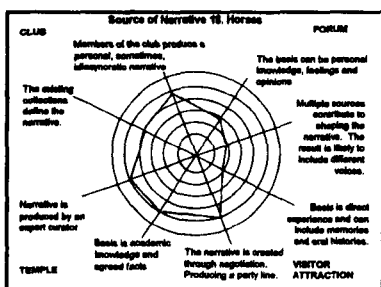 Source of Narrative 18. Horses
CLUB
FORUM
Members of the club produce a
personal, sometimes,
idiosyncratic narrative
The basis can be personal
knowledge, feelings and
opinions
The existing
collections
define the
narrative.
Multiple sources
contribute to
shaping the
narrative. The
result is likely to
include different
voices.
Narrative is
produced by an
expert curator
Basis is direct
experience and can
include memories
and oral histories.
Basis is academic
knowledge and
agreed facts
The narrative is created
through negotiation.
Producing a party line.
TEMPLE
VISITOR
ATTRACTION